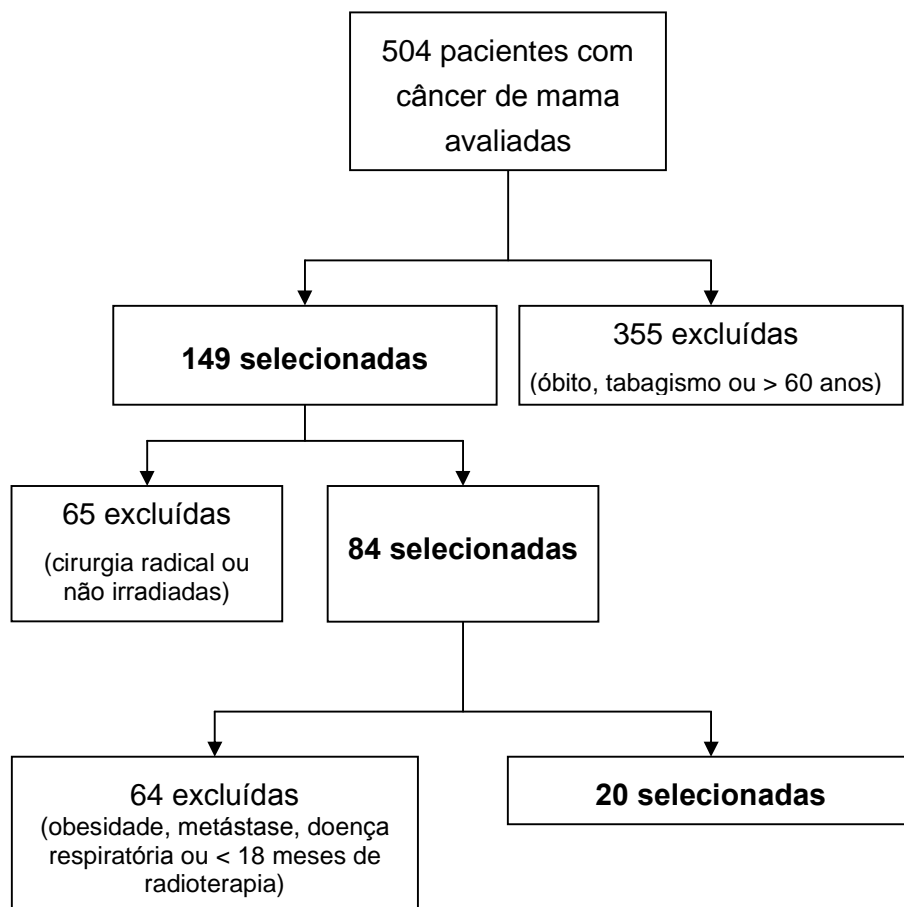 504 pacientes com
câncer de mama
avaliadas
149 selecionadas
355 excluídas
(óbito, tabagismo ou > 60 anos)
65 excluídas
(cirurgia radical ou
não irradiadas)
84 selecionadas
64 excluídas
(obesidade, metástase, doença
respiratória ou < 18 meses de
radioterapia)
20 selecionadas